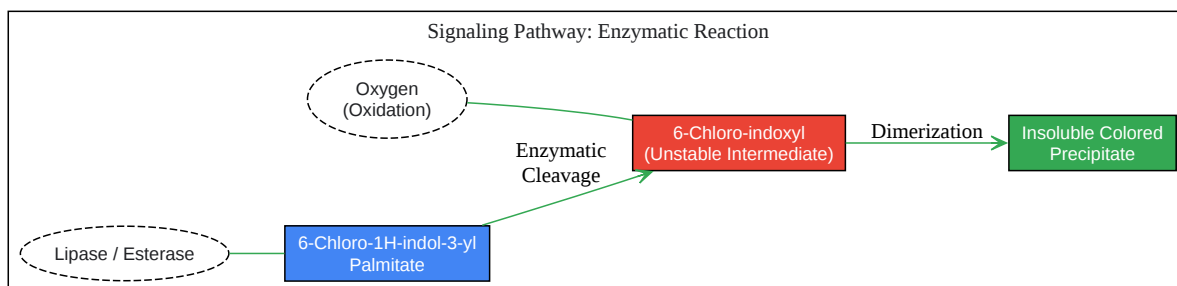 Signaling Pathway: Enzymatic Reaction
Oxygen
(Oxidation)
6-Chloro-indoxyl
(Unstable Intermediate)
Dimerization
Insoluble Colored
Precipitate
Enzymatic
Cleavage
Lipase / Esterase
6-Chloro-1H-indol-3-yl
Palmitate